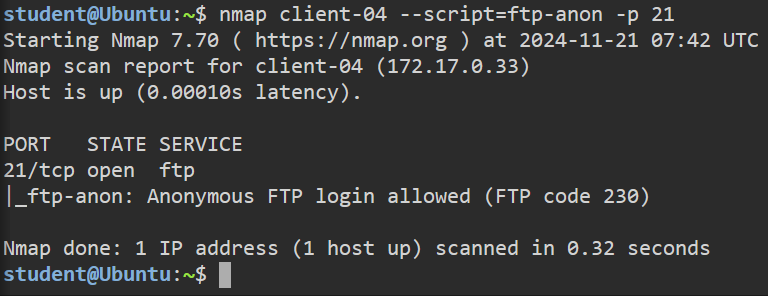 student@Ubuntu:~$ nmap client-04 --script=ftp-anon -p 21
Starting Nmap 7.70 ( https://nmap.org ) at 2024-11-21 07:42 UTC
Nmap scan report for client-04 (172.17.0.33)
Host is up (0.00010s latency).

PORT   STATE SERVICE
21/tcp open  ftp
|_ftp-anon: Anonymous FTP login allowed (FTP code 230)

Nmap done: 1 IP address (1 host up) scanned in 0.32 seconds
student@Ubuntu:~$